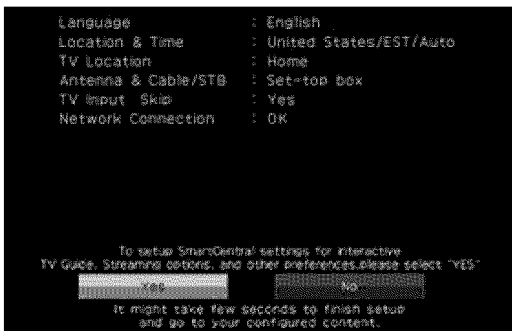 Language : English
Location & Time : United States/EST/Auto
TV Location : Home
Antenna & Cable/STB : Set-top box
TV Input Skip : Yes
Network Connection : OK
To setup SmartCentral settings for interactive
TV Guide, Streaming options, and other preferences,please select "YES"
Yes No
It might take few seconds to finish setup
and go to your configured content.